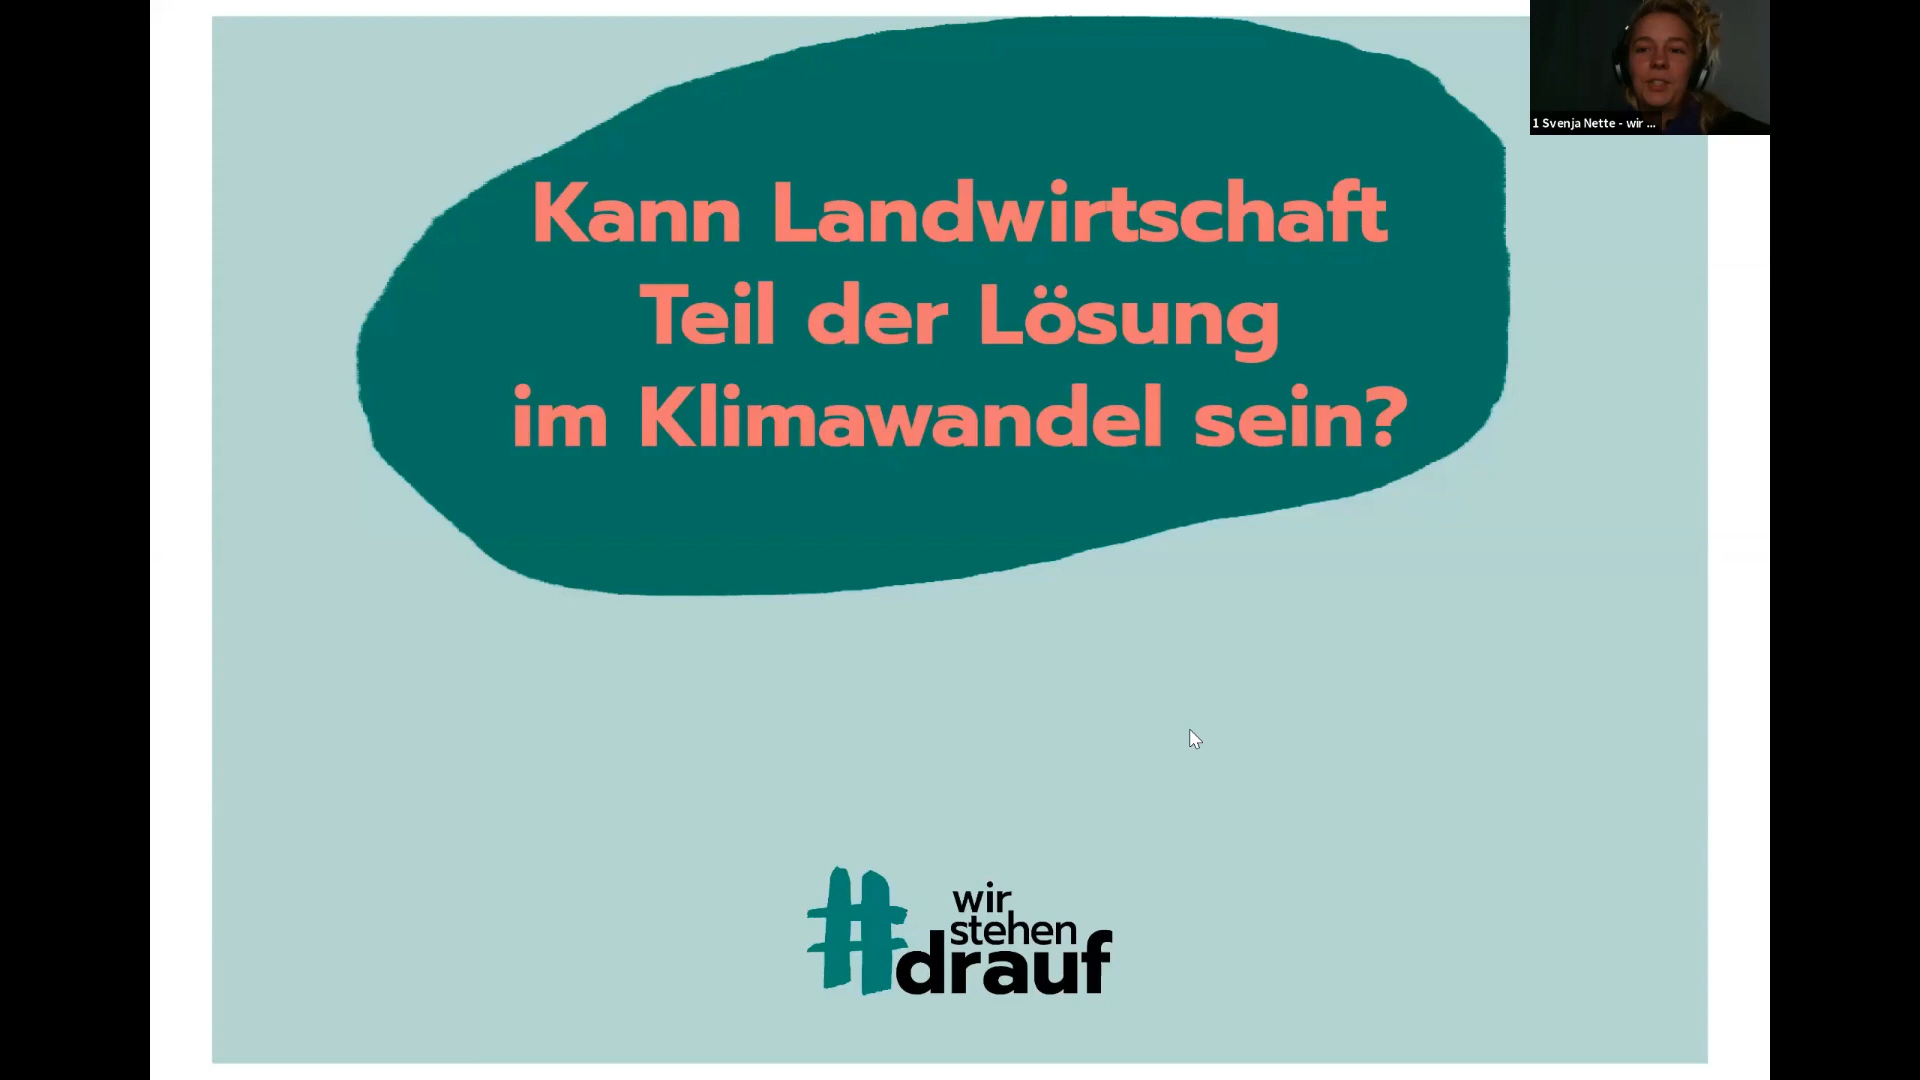 Kann Landwirtschaft
Teil der Lösung
im Klimawandel sein?
1 Svenja Nette - wir ...
#
wir
stehen
drauf